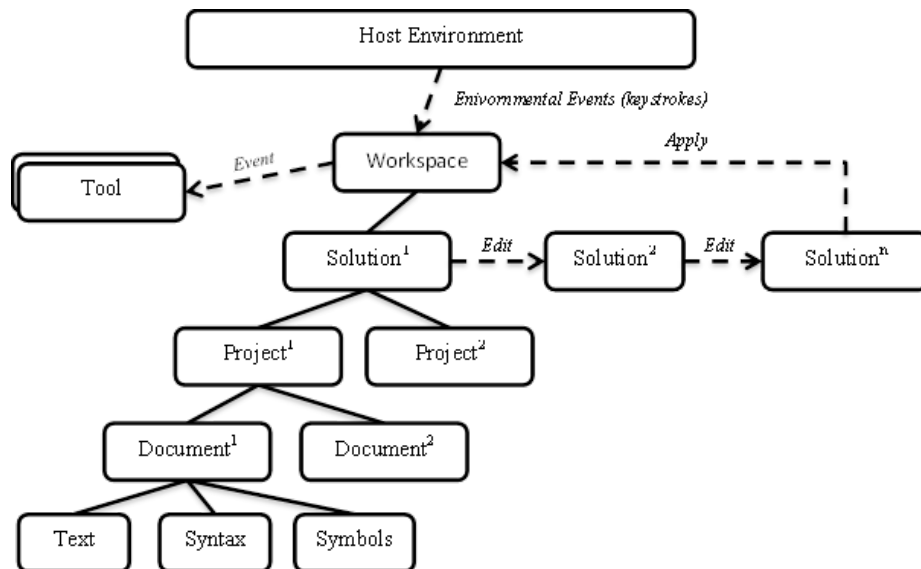 Host Environment
Enivornmental Events (keystrokes)
Apply
Workspace
Event
Tool
Solution¹
Edit
Solution²
Edit
Solutionⁿ
Project¹
Project²
Document¹
Document²
Text
Syntax
Symbols